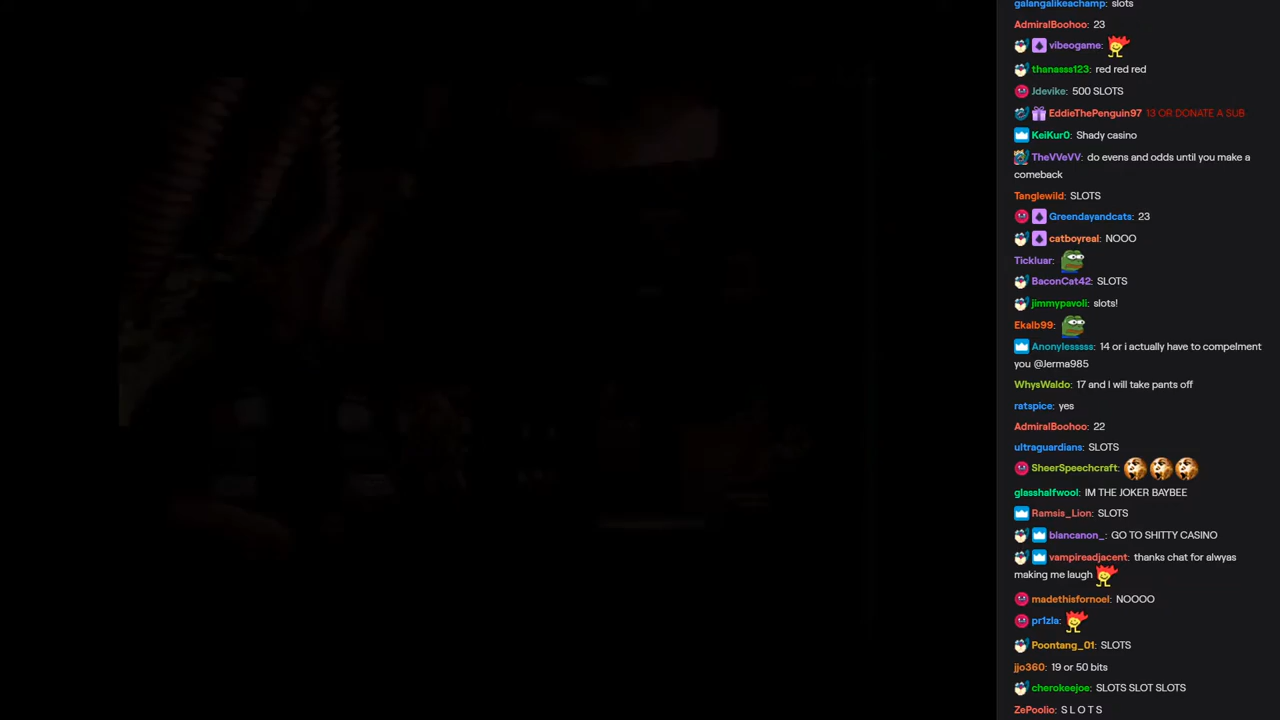 galangalikeachamp: slots
AdmiralBoohoo: 23
vibeogame:
thanasss123: red red red
Jdevike: 500 SLOTS
EddieThePenguin97 13 OR DONATE A SUB
KeiKur0: Shady casino
TheVVeVV: do evens and odds until you make a
comeback
Tanglewild: SLOTS
Greendayandcats: 23
catboyreal: NOOO
Tickluar:
BaconCat42: SLOTS
jimmypavoli: slots!
Ekalb99:
Anonylesssss: 14 or i actually have to compelment
you @Jerma985
WhysWaldo: 17 and I will take pants off
ratspice: yes
AdmiralBoohoo: 22
ultraguardians: SLOTS
SheerSpeechcraft:
glasshalfwool: IM THE JOKER BAYBEE
Ramsis_Lion: SLOTS
blancanon_: GO TO SHITTY CASINO
vampireadjacent: thanks chat for alwyas
making me laugh
madethisfornoel: NOOOO
pr1zla:
Poontang_01: SLOTS
jjo360: 19 or 50 bits
cherokeejoe: SLOTS SLOT SLOTS
ZePoolio: S L O T S